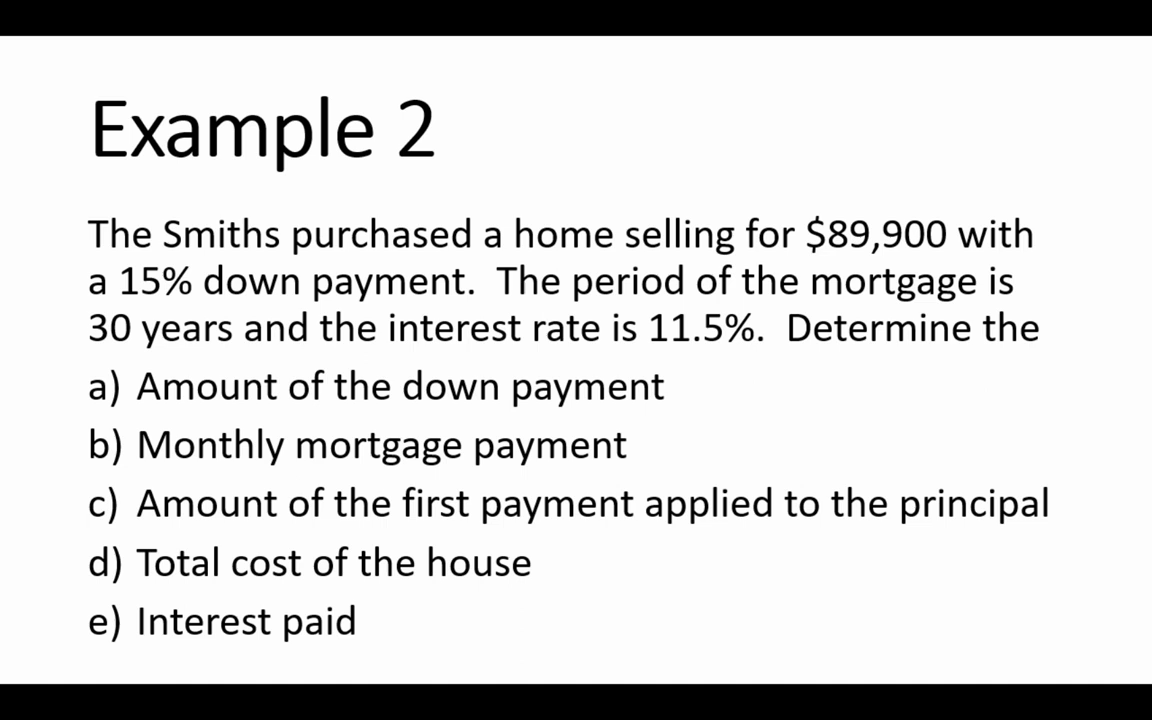 Example 2
The Smiths purchased a home selling for $89,900 with
a 15% down payment.  The period of the mortgage is
30 years and the interest rate is 11.5%.  Determine the
a) Amount of the down payment
b) Monthly mortgage payment
c) Amount of the first payment applied to the principal
d) Total cost of the house
e) Interest paid